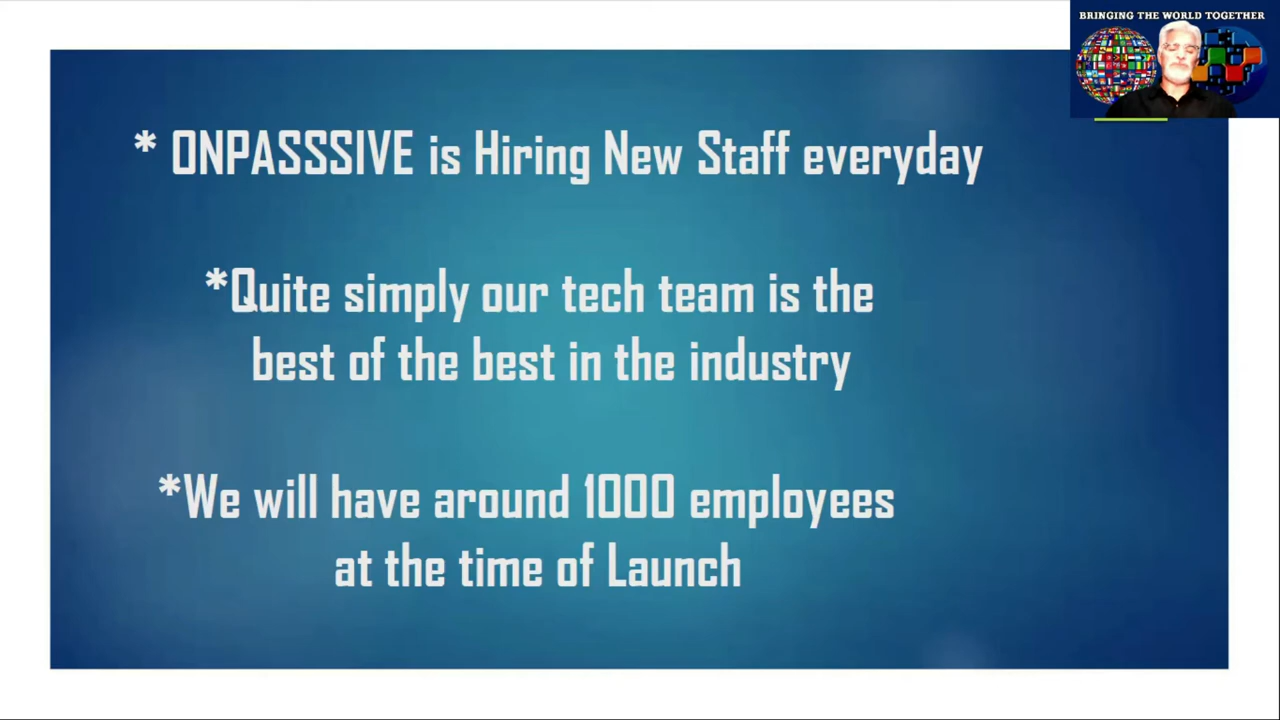 BRINGING THE WORLD TOGETHER
* ONPASSSIVE is Hiring New Staff everyday
*Quite simply our tech team is the
best of the best in the industry
*We will have around 1000 employees
at the time of Launch